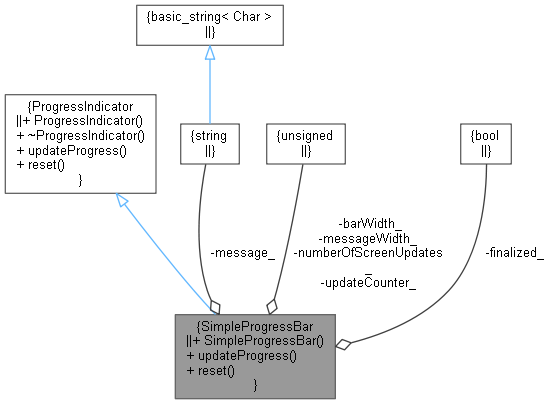 {basic_string< Char >
||}
{ProgressIndicator
||+ ProgressIndicator()
+ ~ProgressIndicator()
+ updateProgress()
+ reset()
}
{string
||}
{unsigned
||}
{bool
||}
-message_
-barWidth_
-messageWidth_
-numberOfScreenUpdates
_
-updateCounter_
-finalized_
{SimpleProgressBar
||+ SimpleProgressBar()
+ updateProgress()
+ reset()
}